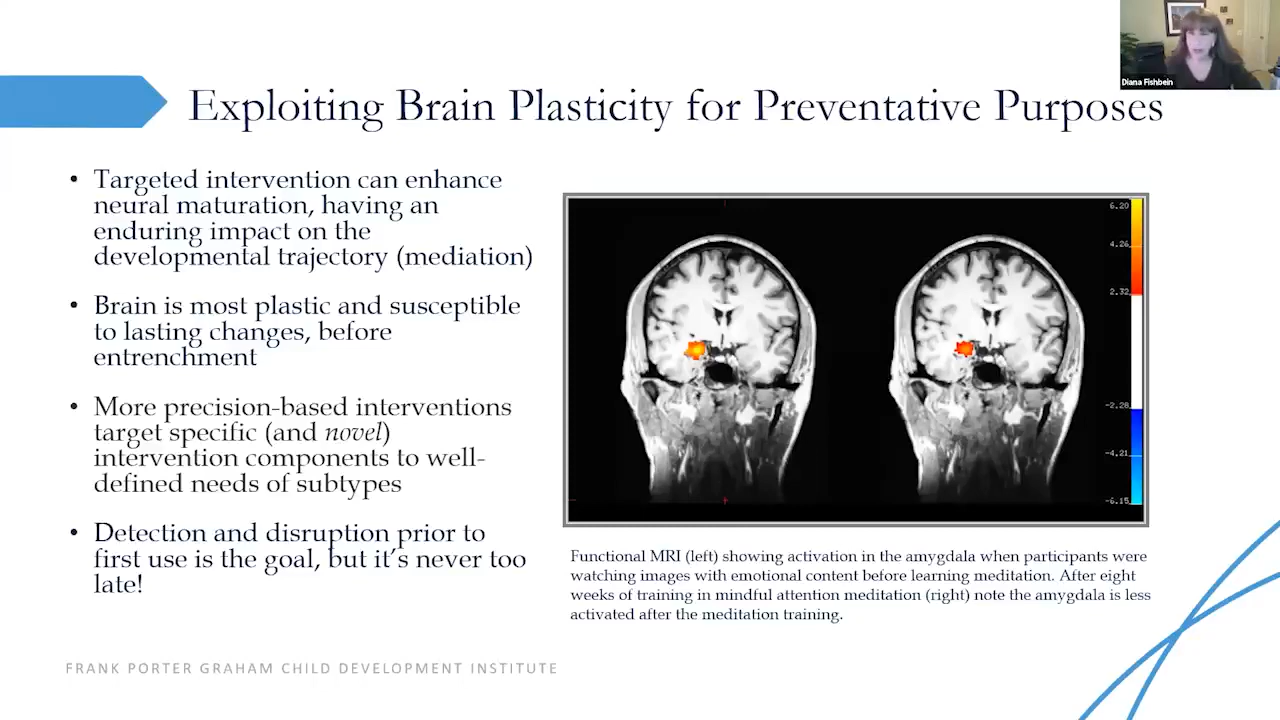 Diana Fishbein
Exploiting Brain Plasticity for Preventative Purposes
• Targeted intervention can enhance
neural maturation, having an
enduring impact on the
developmental trajectory (mediation)
• Brain is most plastic and susceptible
to lasting changes, before
entrenchment
• More precision-based interventions
target specific (and novel)
intervention components to well-
defined needs of subtypes
• Detection and disruption prior to
first use is the goal, but it’s never too
late!
6.20
4.26
2.32
-2.28
-4.21
-6.15
Functional MRI (left) showing activation in the amygdala when participants were
watching images with emotional content before learning meditation. After eight
weeks of training in mindful attention meditation (right) note the amygdala is less
activated after the meditation training.
FRANK PORTER GRAHAM CHILD DEVELOPMENT INSTITUTE